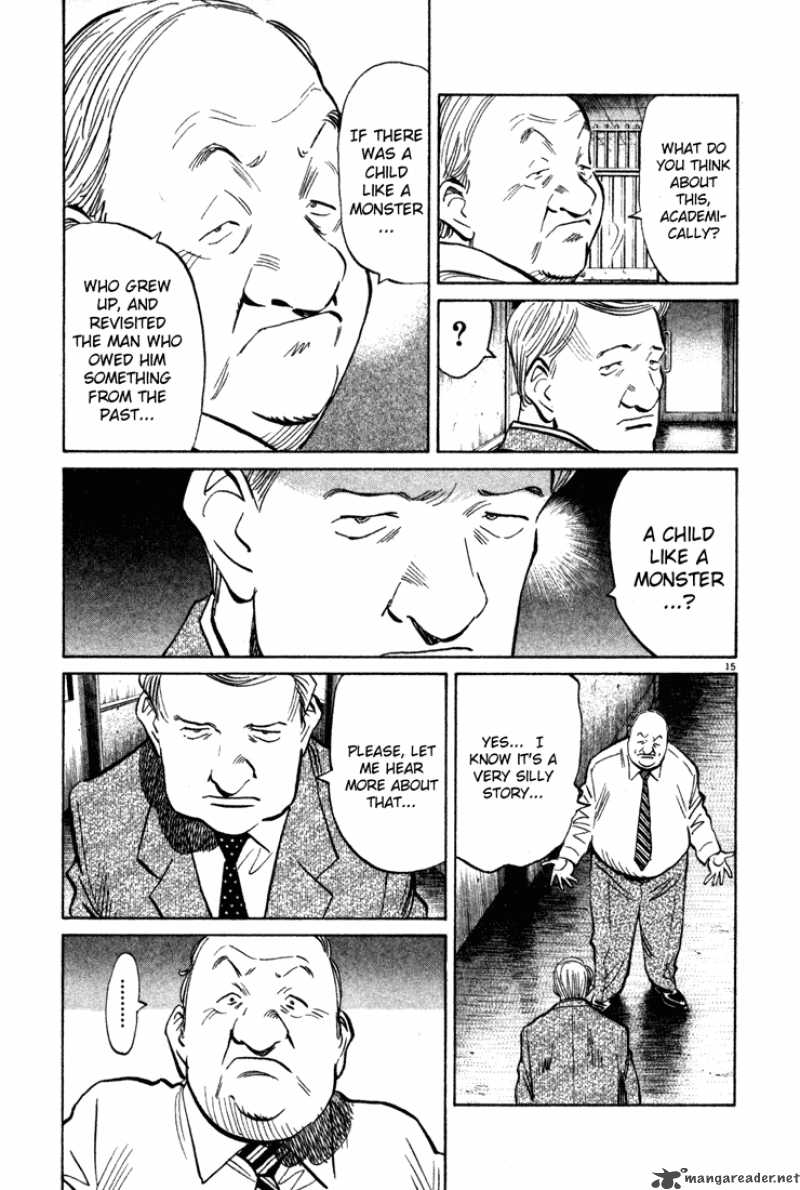 WHAT DO
YOU THINK
ABOUT
THIS,
ACADEMI-
CALLY?
IF THERE
WAS A
CHILD
LIKE A
MONSTER
...
WHO GREW
UP, AND
REVISITED
THE MAN WHO
OWED HIM
SOMETHING
FROM THE
PAST...
?
A CHILD
LIKE A
MONSTER
...?
15
YES... I
KNOW IT'S A
VERY SILLY
STORY...
PLEASE, LET
ME HEAR
MORE ABOUT
THAT...
......
mangareader.net